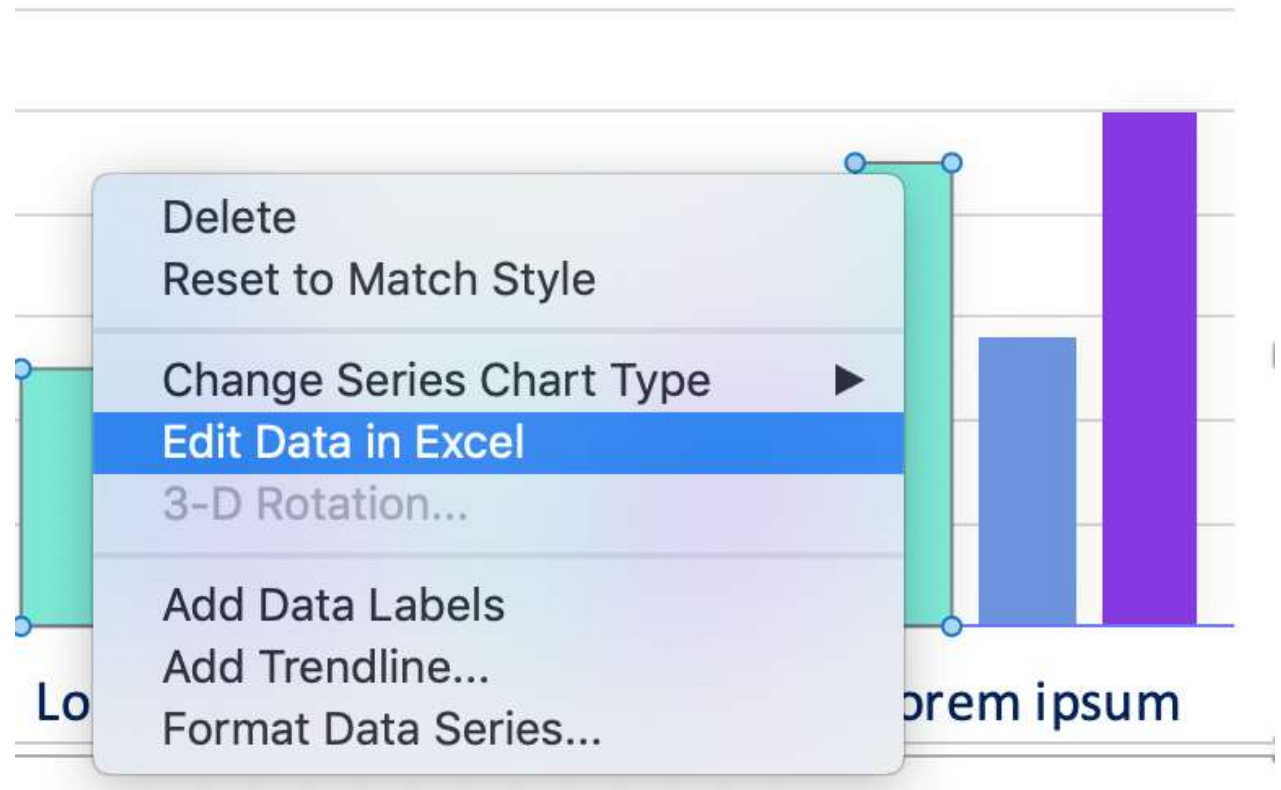 Delete
Reset to Match Style
Change Series Chart Type
Edit Data in Excel
3-D Rotation...
Add Data Labels
Add Trendline...
Format Data Series...
Lo
orem ipsum